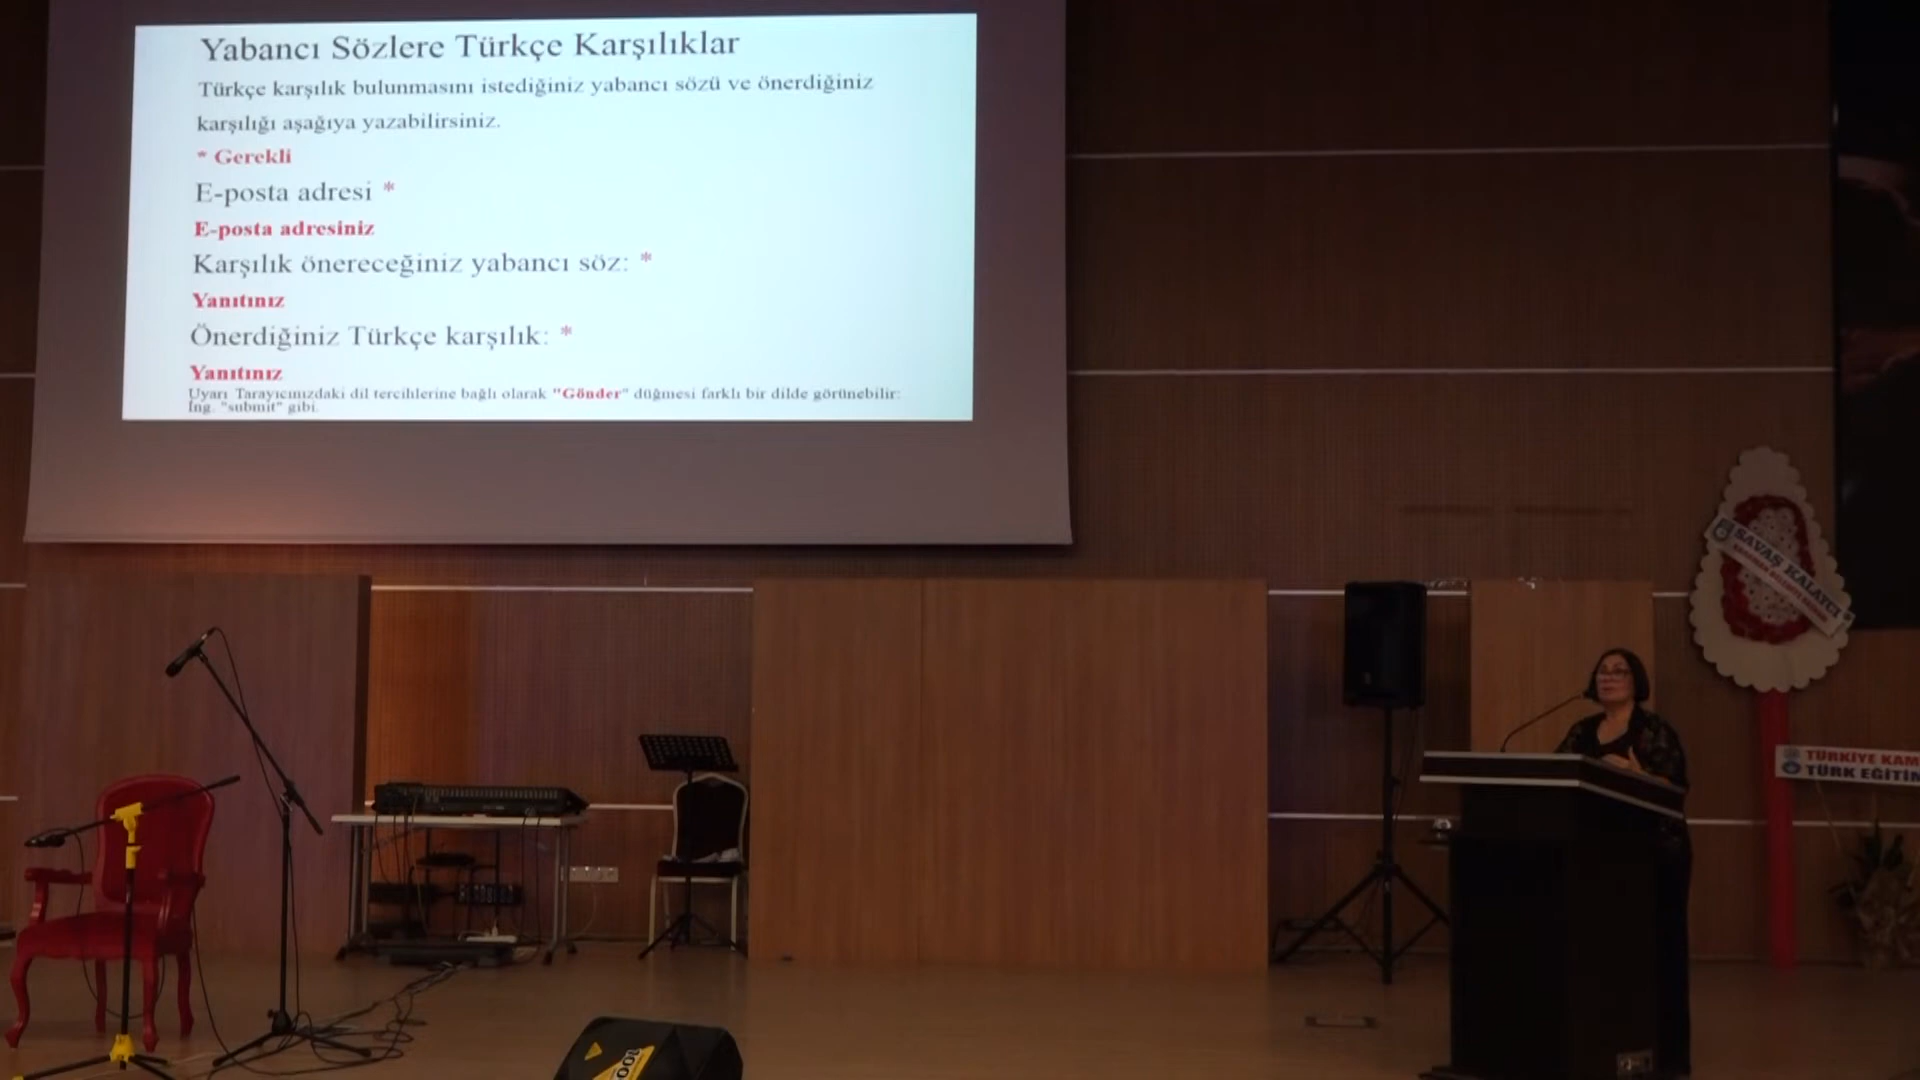 Yabancı Sözlere Türkçe Karşılıklar
Türkçe karşılık bulunmasını istediğiniz yabancı sözü ve önerdiğiniz
karşılığı aşağıya yazabilirsiniz.
* Gerekli
E-posta adresi *
E-posta adresiniz
Karşılık önereceğiniz yabancı söz: *
Yanıtınız
Önerdiğiniz Türkçe karşılık: *
Yanıtınız
Uyarı Tarayıcınızdaki dil tercihlerine bağlı olarak "Gönder" düğmesi farklı bir dilde görünebilir:
İng. "submit" gibi.
SAVAŞ KALAYCI
TÜRKİYE KAM
TÜRK EĞİTİM